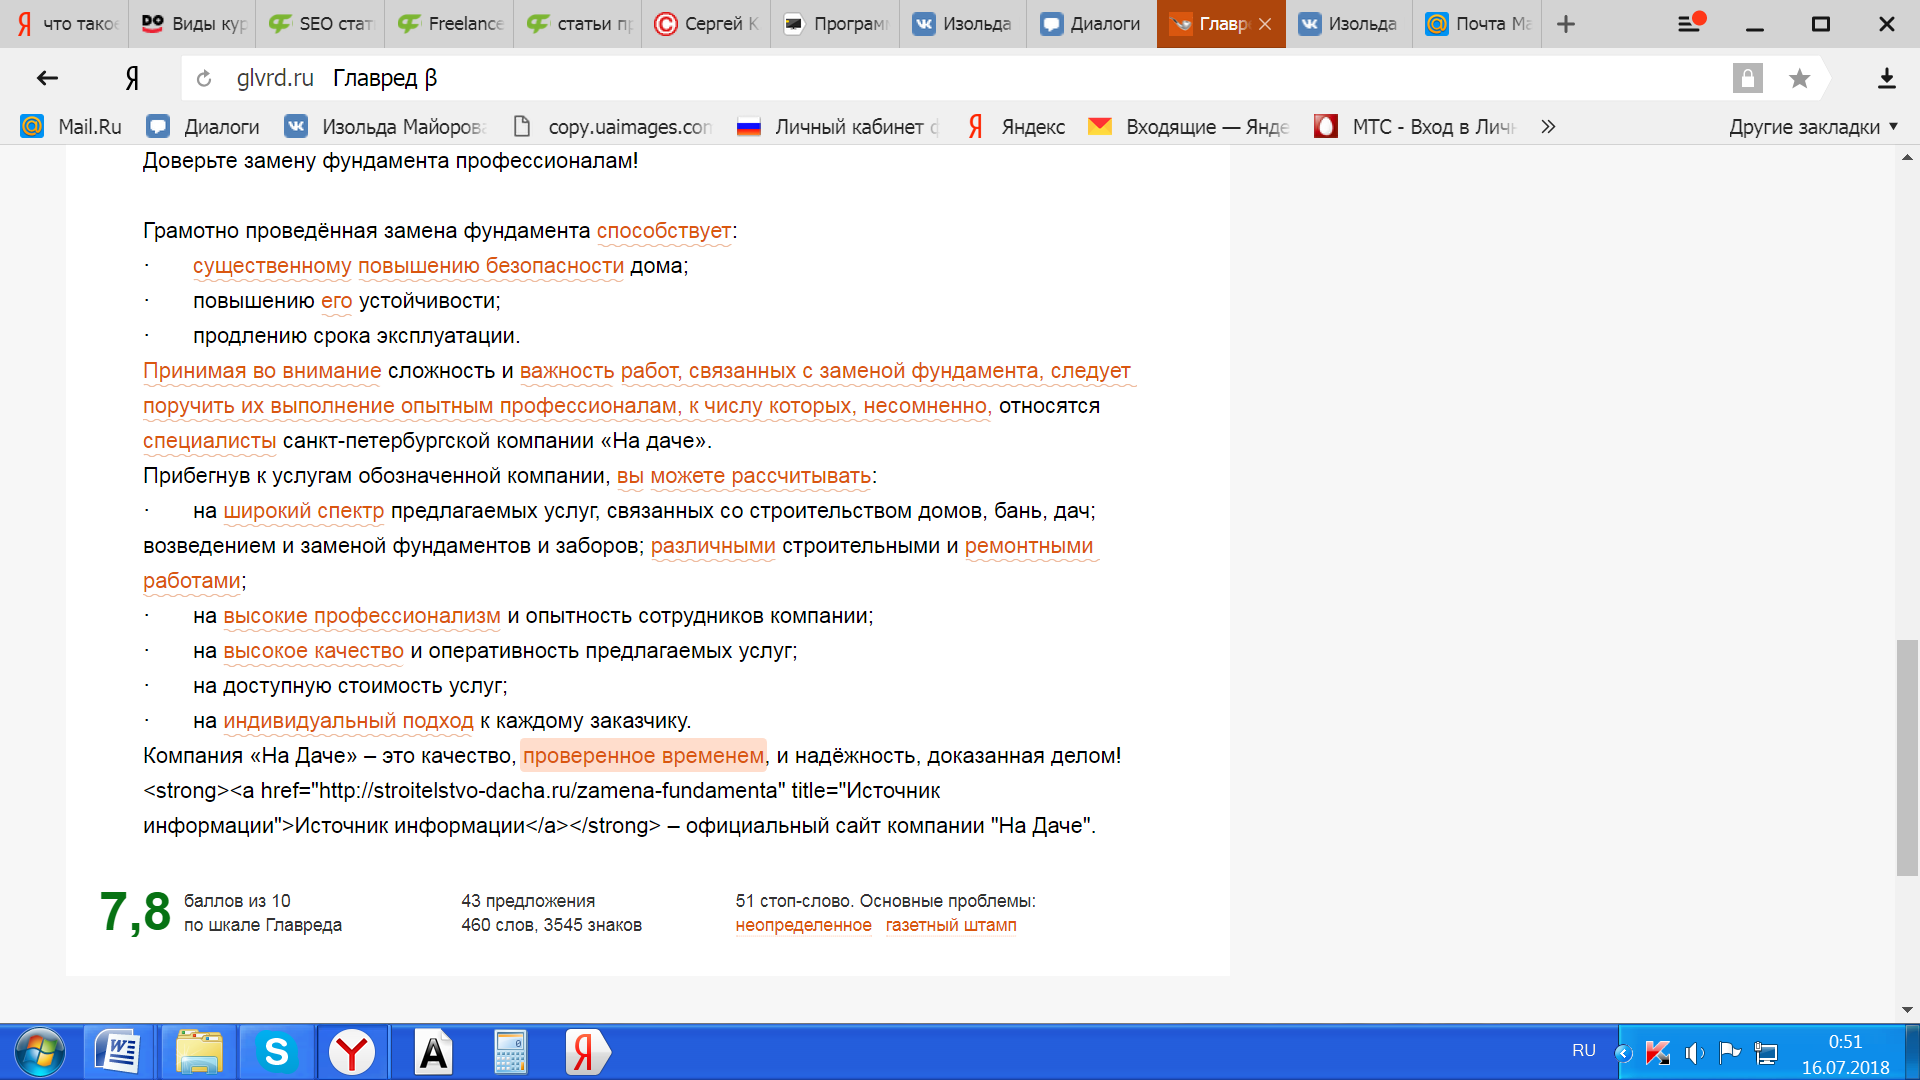 что такое Виды кур SEO стат Freelance статьи пр Сергей К Програм Изольда Диалоги Главр Изольда Почта Ма
Я glvrd.ru Главред β
Mail.Ru Диалоги Изольда Майорова copy.uaimages.com Личный кабинет Яндекс Входящие — Янде МТС - Вход в Личн » Другие закладки
Доверьте замену фундамента профессионалам!
Грамотно проведённая замена фундамента способствует:
· существенному повышению безопасности дома;
· повышению его устойчивости;
· продлению срока эксплуатации.
Принимая во внимание сложность и важность работ, связанных с заменой фундамента, следует
поручить их выполнение опытным профессионалам, к числу которых, несомненно, относятся
специалисты санкт-петербургской компании «На даче».
Прибегнув к услугам обозначенной компании, вы можете рассчитывать:
· на широкий спектр предлагаемых услуг, связанных со строительством домов, бань, дач;
возведением и заменой фундаментов и заборов; различными строительными и ремонтными
работами;
· на высокие профессионализм и опытность сотрудников компании;
· на высокое качество и оперативность предлагаемых услуг;
· на доступную стоимость услуг;
· на индивидуальный подход к каждому заказчику.
Компания «На Даче» – это качество, проверенное временем, и надёжность, доказанная делом!
<strong><a href="http://stroitelstvo-dacha.ru/zamena-fundamenta" title="Источник
информации">Источник информации</a></strong> – официальный сайт компании "На Даче".
7,8 баллов из 10
по шкале Главреда
43 предложения
460 слов, 3545 знаков
51 стоп-слово. Основные проблемы:
неопределенное газетный штамп
RU 0:51
16.07.2018